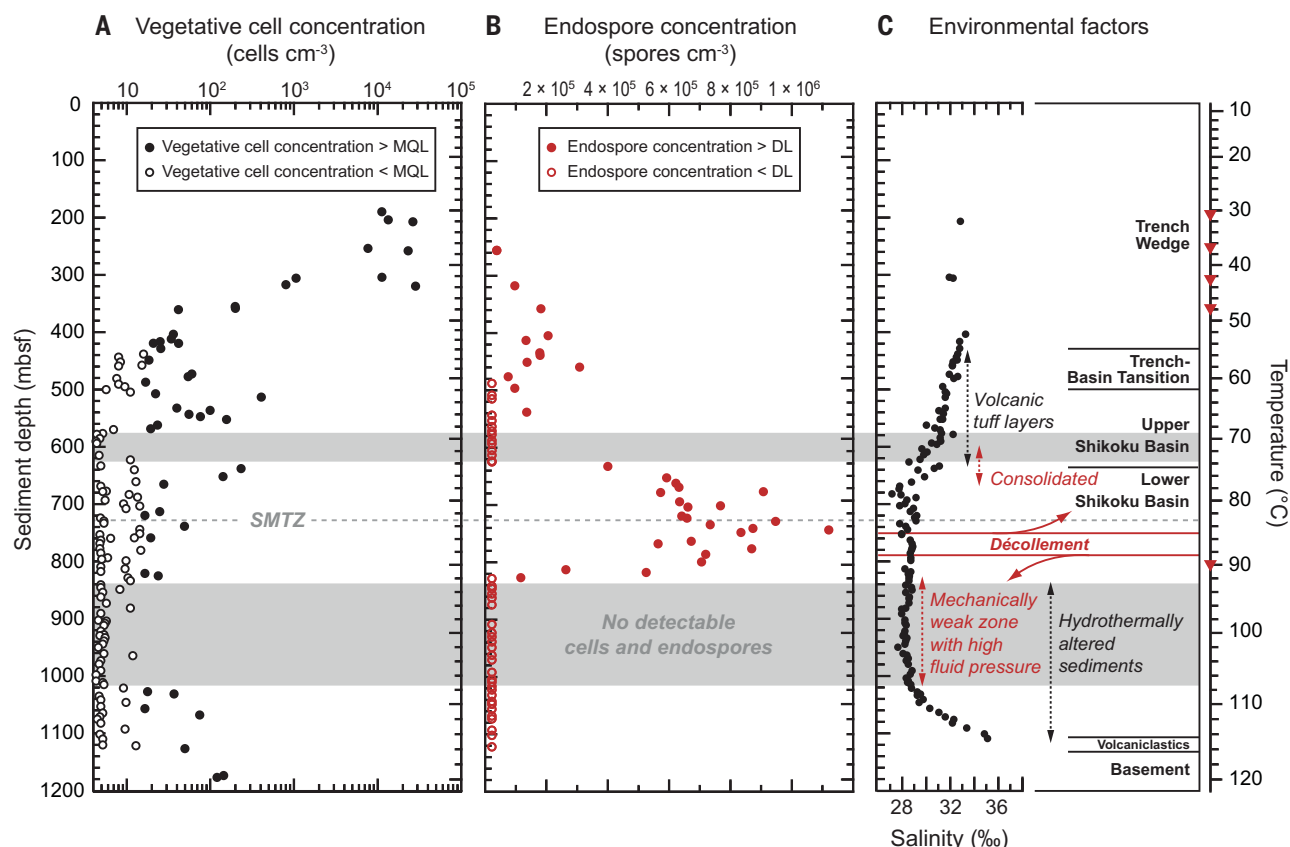 A Vegetative cell concentration
(cells cm⁻³)
10 10² 10³ 10⁴ 10⁵
Vegetative cell concentration > MQL
Vegetative cell concentration < MQL
Sediment depth (mbsf)
0
100
200
300
400
500
600
700
800
900
1000
1100
1200
SMTZ
B Endospore concentration
(spores cm⁻³)
2 × 10⁵ 4 × 10⁵ 6 × 10⁵ 8 × 10⁵ 1 × 10⁶
Endospore concentration > DL
Endospore concentration < DL
No detectable
cells and endospores
C Environmental factors
Trench
Wedge
Trench-
Basin Tansition
Volcanic
tuff layers
Upper
Shikoku Basin
Consolidated
Lower
Shikoku Basin
Décollement
Mechanically
weak zone
with high
fluid pressure
Hydrothermally
altered
sediments
Volcaniclastics
Basement
28 32 36
Salinity (‰)
10
20
30
40
50
60
70
80
90
100
110
120
Temperature (°C)